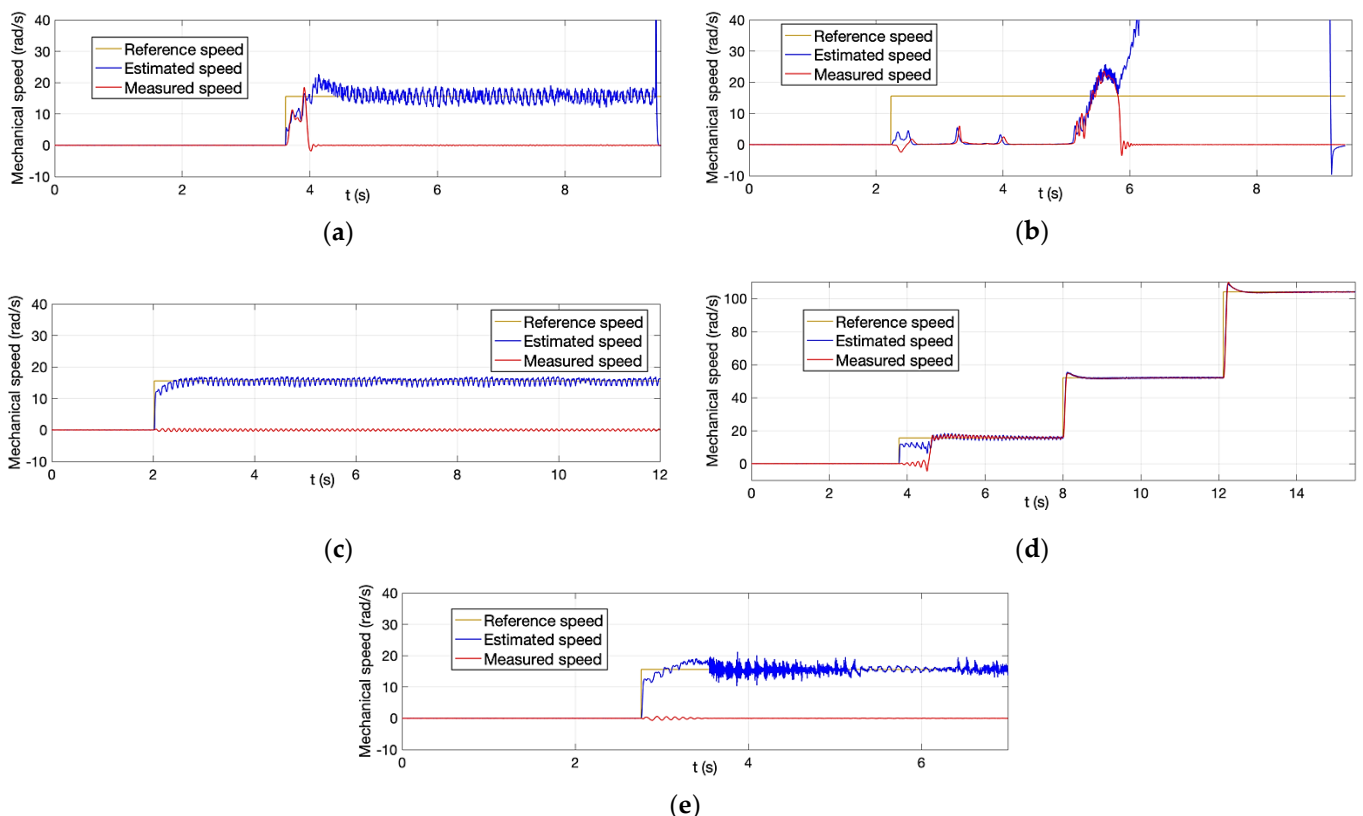 Mechanical speed (rad/s)
40
30
20
10
0
-10
Reference speed
Estimated speed
Measured speed
0 2 4 6 8
t (s)
(a)
Mechanical speed (rad/s)
40
30
20
10
0
-10
Reference speed
Estimated speed
Measured speed
0 2 4 6 8
t (s)
(b)
Mechanical speed (rad/s)
40
30
20
10
0
-10
Reference speed
Estimated speed
Measured speed
0 2 4 6 8 10 12
t (s)
(c)
Mechanical speed (rad/s)
100
80
60
40
20
0
Reference speed
Estimated speed
Measured speed
0 2 4 6 8 10 12 14
t (s)
(d)
Mechanical speed (rad/s)
40
30
20
10
0
-10
Reference speed
Estimated speed
Measured speed
0 2 4 6
t (s)
(e)